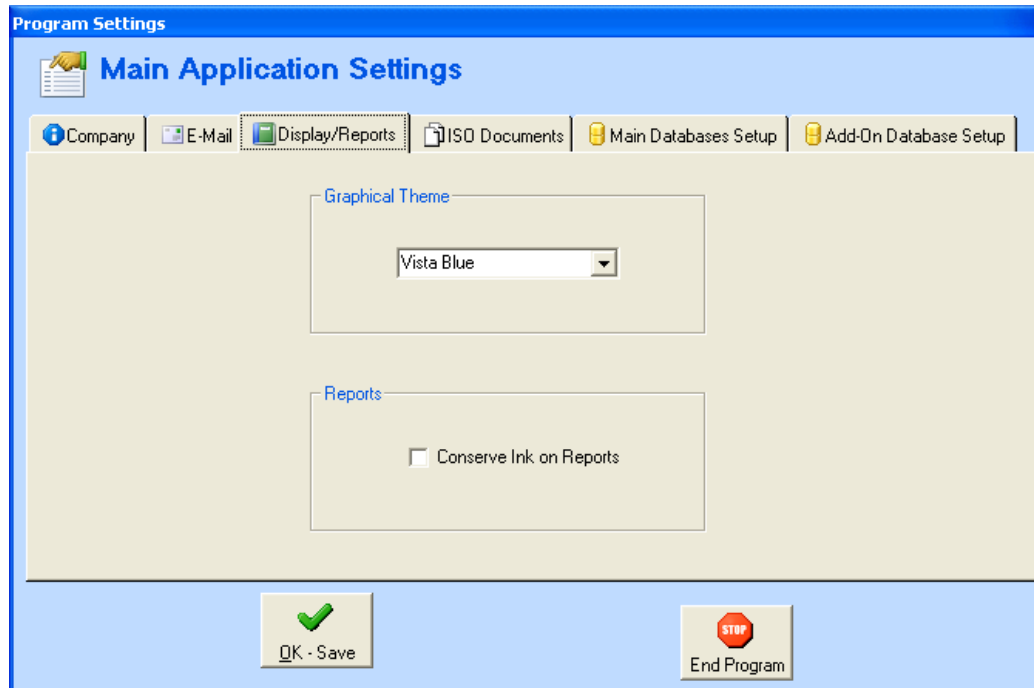 Program Settings
Main Application Settings
Company E-Mail Display/Reports ISO Documents Main Databases Setup Add-On Database Setup
Graphical Theme
Vista Blue
Reports
Conserve Ink on Reports
OK - Save
STOP
End Program